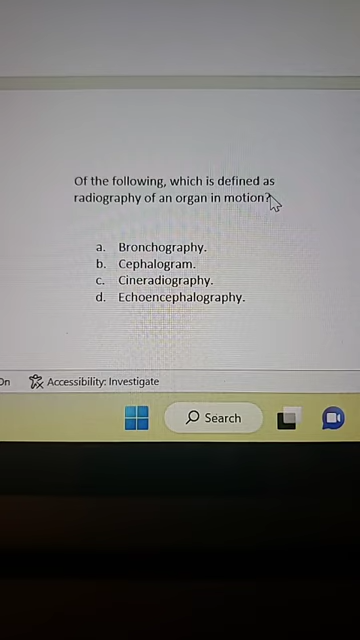 Of the following, which is defined as
radiography of an organ in motion?
a. Bronchography.
b. Cephalogram.
c. Cineradiography.
d. Echoencephalography.
On Accessibility: Investigate
Search